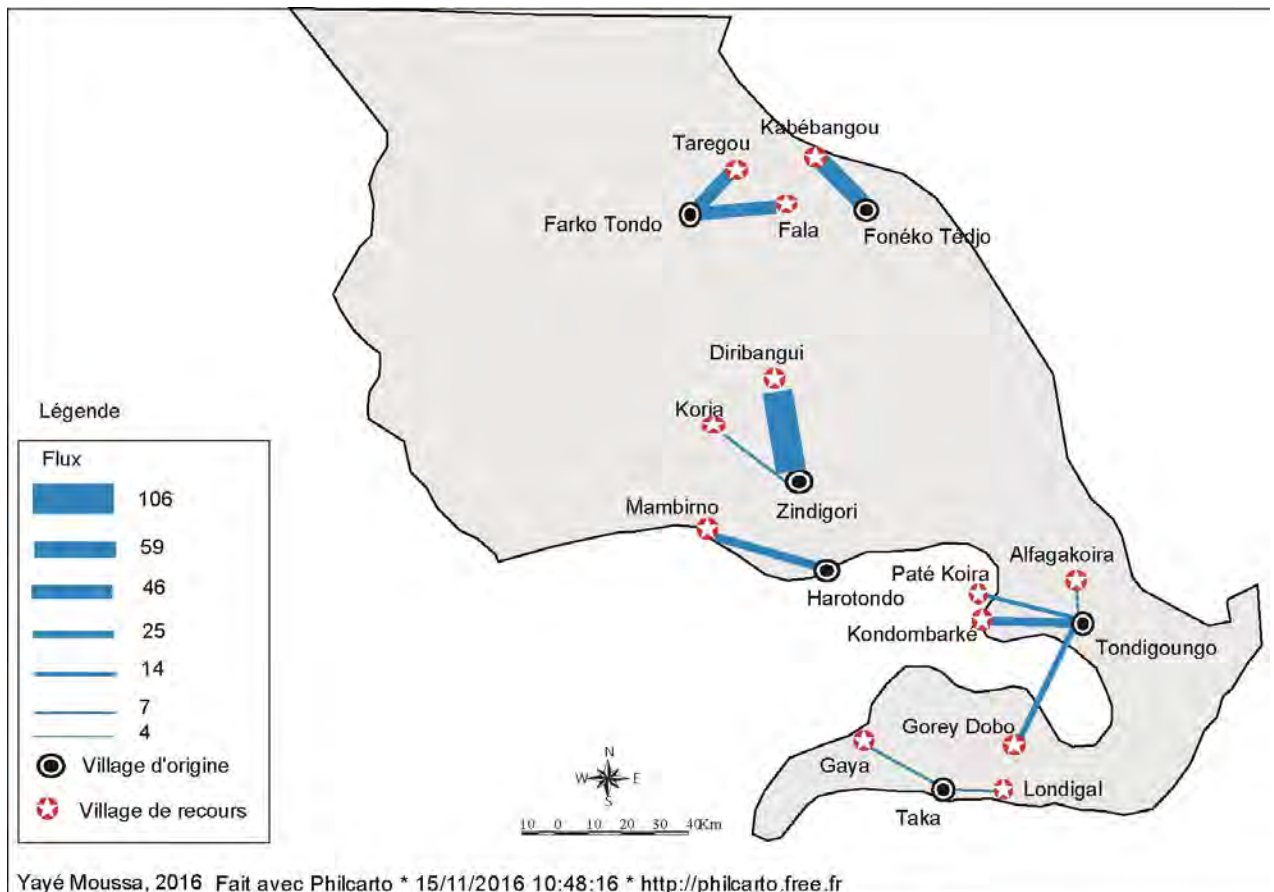 Kabébangou
Taregou
Farko Tondo
Fala
Fonéko Tédjo
Diribangui
Koria
Légende
Flux
106
59
46
25
14
7
4
Village d'origine
Village de recours
Zindigori
Mambirno
Harotondo
Alfagakoira
Paté Koira
Kondombarké
Tondigoungo
Gorey Dobo
Gaya
Londigal
Taka
N
W E
S
10 0 10 20 30 40Km
Yayé Moussa, 2016 Fait avec Philcarto * 15/11/2016 10:48:16 * http://philcarto.free.fr